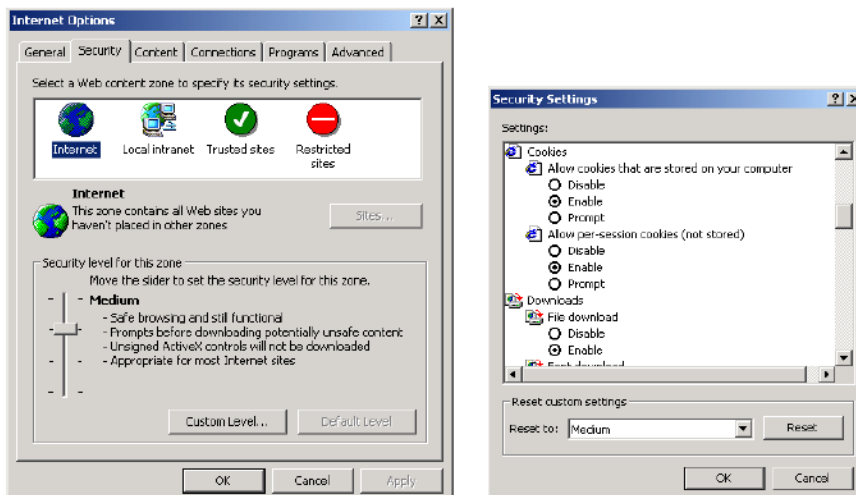 Internet Options
General Security Content Connections Programs Advanced
Select a Web content zone to specify its security settings.
Internet Local intranet Trusted sites Restricted
sites
Internet
This zone contains all Web sites you
haven't placed in other zones
Sites...
Security level for this zone
Move the slider to set the security level for this zone.
Medium
- Safe browsing and still functional
- Prompts before downloading potentially unsafe content
- Unsigned ActiveX controls will not be downloaded
- Appropriate for most Internet sites
Custom Level... Default Level
OK Cancel Apply
Security Settings
Settings:
Cookies
Allow cookies that are stored on your computer
Disable
Enable
Prompt
Allow per-session cookies (not stored)
Disable
Enable
Prompt
Downloads
File download
Disable
Enable
Font download
Reset custom settings
Reset to: Medium Reset
OK Cancel